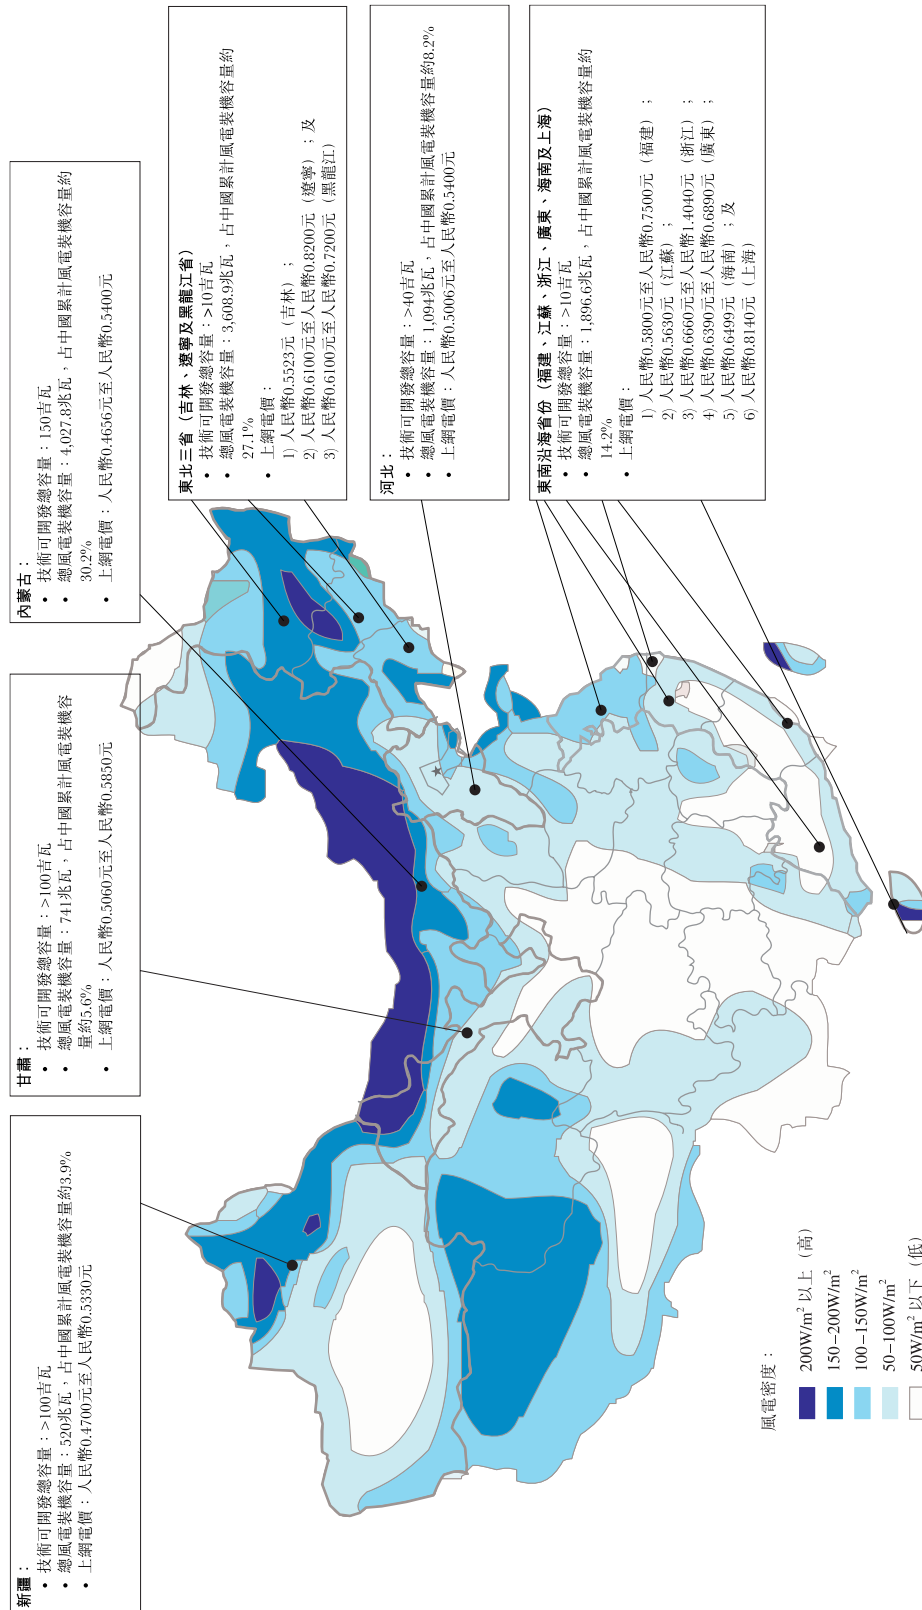 新疆：
• 技術可開發總容量：>100吉瓦
• 總風電裝機容量：520兆瓦，占中國累計風電裝機容量約3.9%
• 上網電價：人民幣0.4700元至人民幣0.5330元
甘肅：
• 技術可開發總容量：>100吉瓦
• 總風電裝機容量：741兆瓦，占中國累計風電裝機容
量約5.6%
• 上網電價：人民幣0.5060元至人民幣0.5850元
內蒙古：
• 技術可開發總容量：150吉瓦
• 總風電裝機容量：4,027.8兆瓦，占中國累計風電裝機容量約
30.2%
• 上網電價：人民幣0.4656元至人民幣0.5400元
東北三省（吉林、遼寧及黑龍江省）
• 技術可開發總容量：>10吉瓦
• 總風電裝機容量：3,608.9兆瓦，占中國累計風電裝機容量約
27.1%
• 上網電價：
1) 人民幣0.5523元（吉林）；
2) 人民幣0.6100元至人民幣0.8200元（遼寧）；及
3) 人民幣0.6100元至人民幣0.7200元（黑龍江）
河北：
• 技術可開發總容量：>40吉瓦
• 總風電裝機容量：1,094兆瓦，占中國累計風電裝機容量約8.2%
• 上網電價：人民幣0.5006元至人民幣0.5400元
東南沿海省份（福建、江蘇、浙江、廣東、海南及上海）
• 技術可開發總容量：>10吉瓦
• 總風電裝機容量：1,896.6兆瓦，占中國累計風電裝機容量約
14.2%
• 上網電價：
1) 人民幣0.5800元至人民幣0.7500元（福建）；
2) 人民幣0.5630元（江蘇）；
3) 人民幣0.6660元至人民幣1.4040元（浙江）；
4) 人民幣0.6390元至人民幣0.6890元（廣東）；
5) 人民幣0.6499元（海南）；及
6) 人民幣0.8140元（上海）
風電密度：
200W/m² 以上（高）
150–200W/m²
100–150W/m²
50–100W/m²
50W/m² 以下（低）